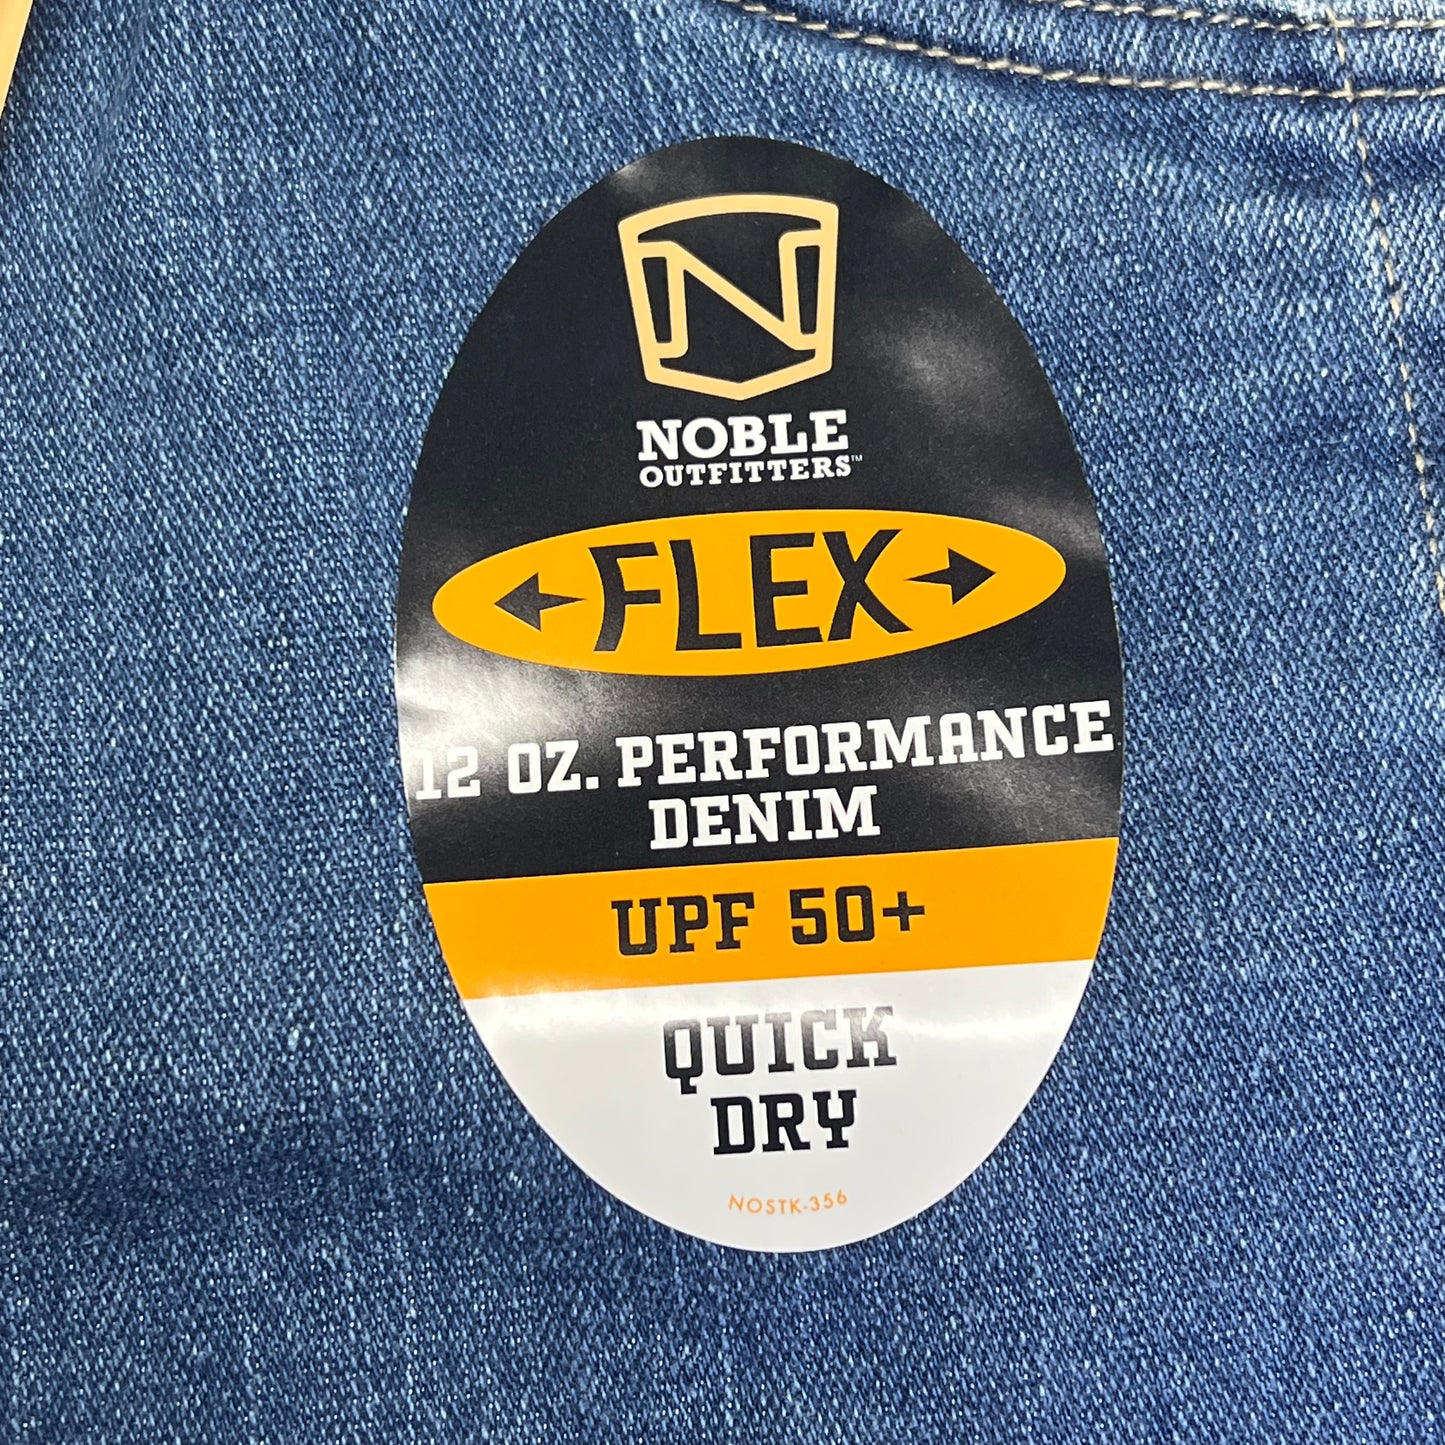 N
NOBLE
OUTFITTERS™
FLEX
12 OZ. PERFORMANCE
DENIM
UPF 50+
QUICK
DRY
NOSTK-356